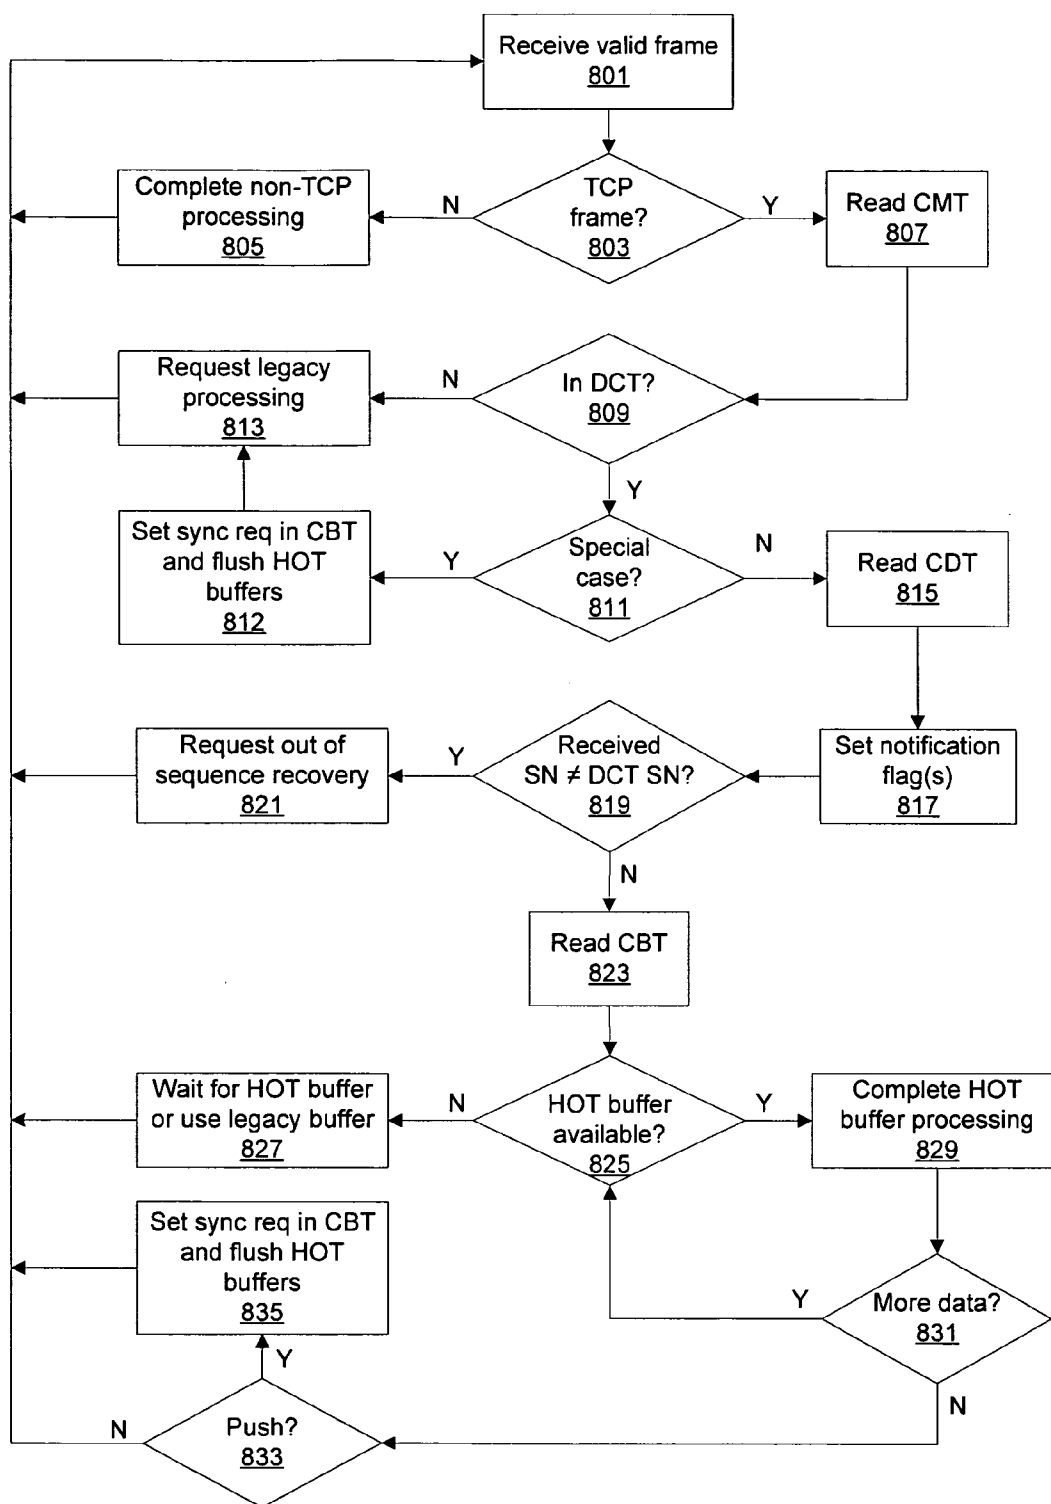 Receive valid frame
801
Complete non-TCP
processing
805
N
TCP
frame?
803
Y
Read CMT
807
Request legacy
processing
813
N
In DCT?
809
Y
Set sync req in CBT
and flush HOT
buffers
812
Y
Special
case?
811
N
Read CDT
815
Request out of
sequence recovery
821
Y
Received
SN ≠ DCT SN?
819
Set notification
flag(s)
817
N
Read CBT
823
Wait for HOT buffer
or use legacy buffer
827
N
HOT buffer
available?
825
Y
Complete HOT
buffer processing
829
Set sync req in CBT
and flush HOT
buffers
835
Y
More data?
831
Y
N
N
Push?
833